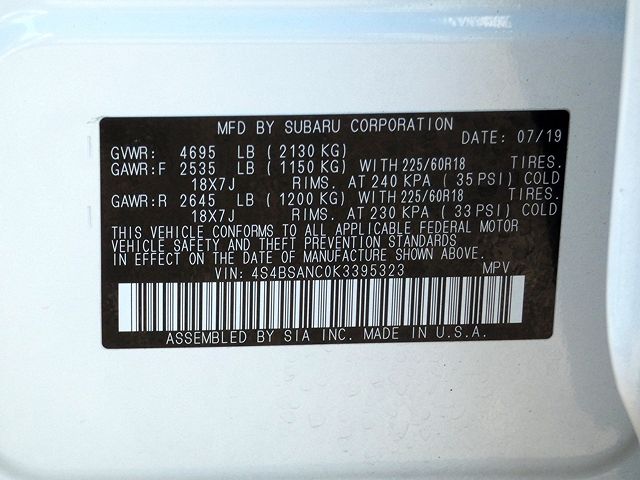 MFD BY SUBARU CORPORATION
DATE: 07/19
GVWR: 4695 LB (2130 KG)
GAWR:F 2535 LB (1150 KG) WITH 225/60R18 TIRES.
18X7J RIMS. AT 240 KPA (35 PSI) COLD
GAWR:R 2645 LB (1200 KG) WITH 225/60R18 TIRES.
18X7J RIMS. AT 230 KPA (33 PSI) COLD
THIS VEHICLE CONFORMS TO ALL APPLICABLE FEDERAL MOTOR
VEHICLE SAFETY AND THEFT PREVENTION STANDARDS
IN EFFECT ON THE DATE OF MANUFACTURE SHOWN ABOVE.
VIN: 4S4BSANC0K3395323 MPV
ASSEMBLED BY SIA INC. MADE IN U.S.A.